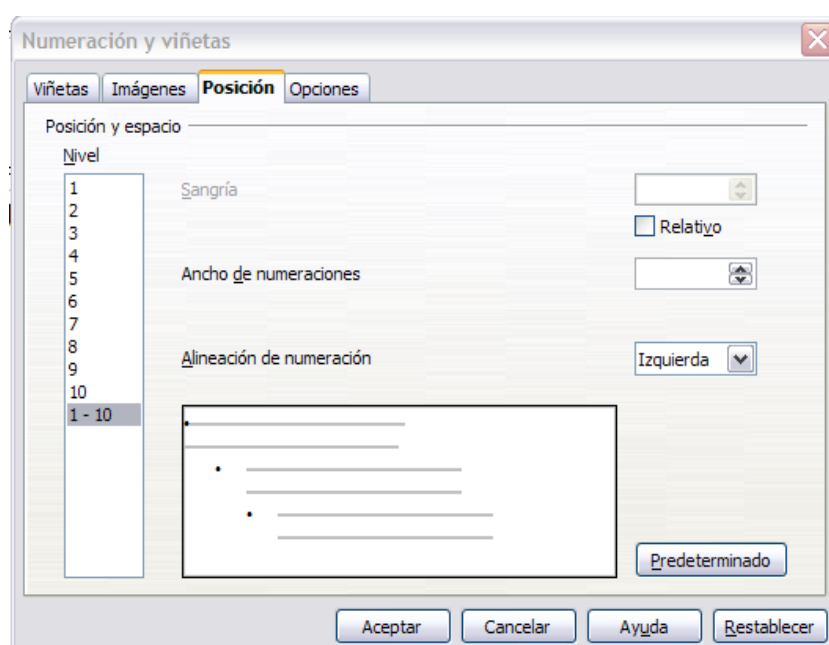 Numeración y viñetas
Viñetas Imágenes Posición Opciones
Posición y espacio
Nivel
1
2
3
4
5
6
7
8
9
10
1 - 10
Sangría
Relativo
Ancho de numeraciones
Alineación de numeración
Izquierda
Predeterminado
Aceptar Cancelar Ayuda Restablecer